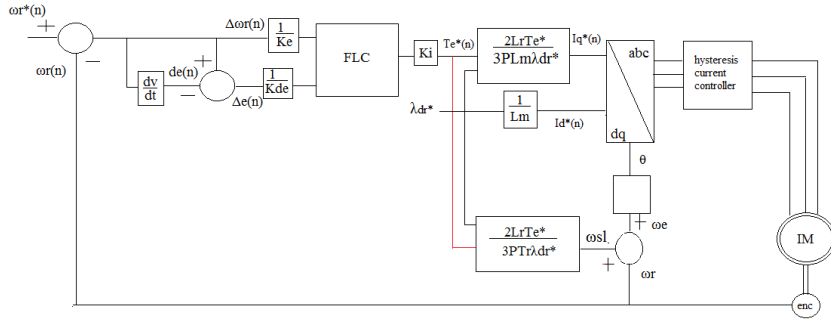 ωr*(n)
+
ωr(n)
−
Δωr(n)
1
Ke
+
dv
dt
de(n)
−
Δe(n)
1
Kde
FLC
Ki
Te*(n)
2LrTe*
3PLmλdr*
Iq*(n)
λdr*
1
Lm
Id*(n)
abc
dq
hysteresis
current
controller
θ
+
ωe
2LrTe*
3PTrλdr*
ωsl
+
ωr
IM
enc